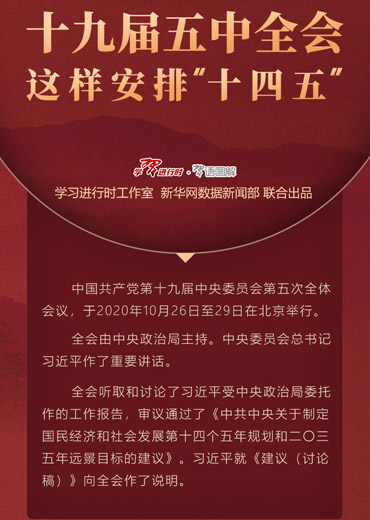 十九届五中全会
这样安排“十四五”
学习进行时·习语图解
学习进行时工作室 新华网数据新闻部 联合出品
中国共产党第十九届中央委员会第五次全体
会议，于2020年10月26日至29日在北京举行。
全会由中央政治局主持。中央委员会总书记
习近平作了重要讲话。
全会听取和讨论了习近平受中央政治局委托
作的工作报告，审议通过了《中共中央关于制定
国民经济和社会发展第十四个五年规划和二〇三
五年远景目标的建议》。习近平就《建议（讨论
稿）》向全会作了说明。